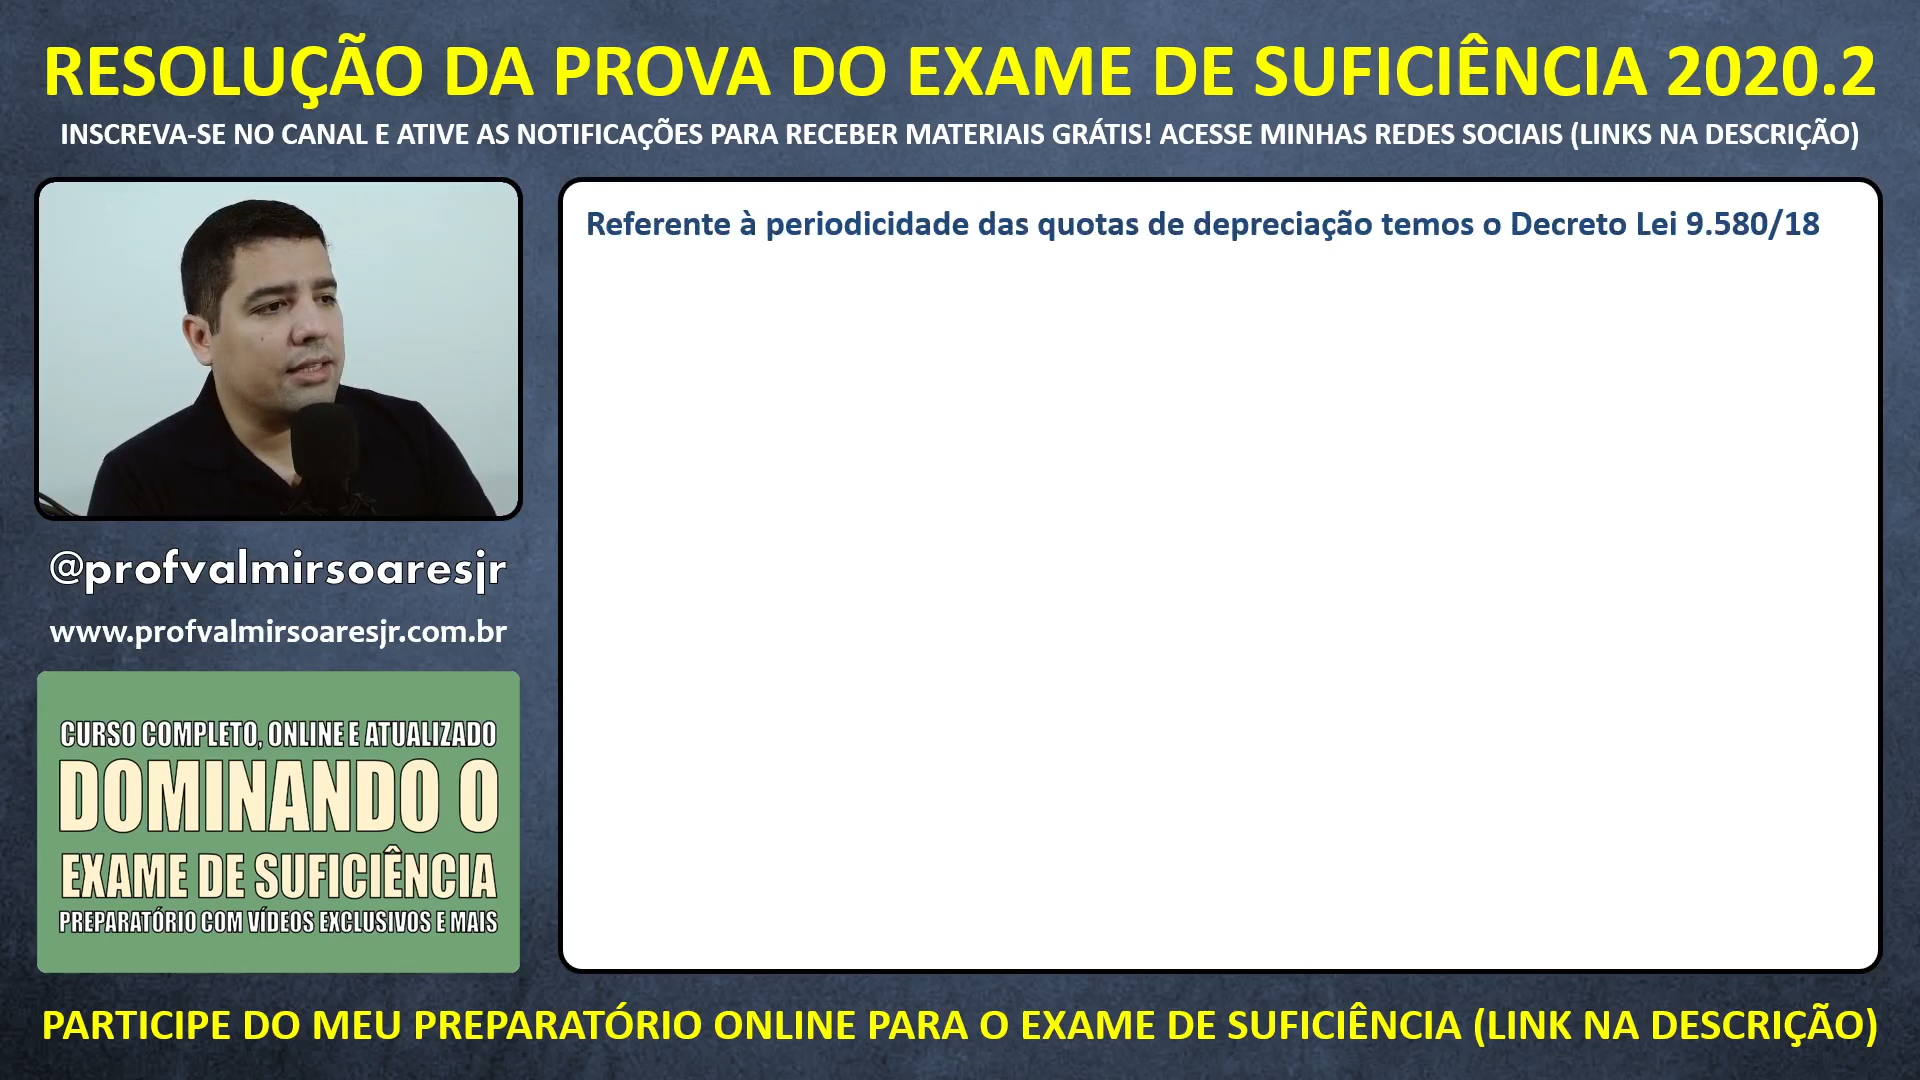 RESOLUÇÃO DA PROVA DO EXAME DE SUFICIÊNCIA 2020.2
INSCREVA-SE NO CANAL E ATIVE AS NOTIFICAÇÕES PARA RECEBER MATERIAIS GRÁTIS! ACESSE MINHAS REDES SOCIAIS (LINKS NA DESCRIÇÃO)
Referente à periodicidade das quotas de depreciação temos o Decreto Lei 9.580/18
@profvalmirsoaresjr
www.profvalmirsoaresjr.com.br
CURSO COMPLETO, ONLINE E ATUALIZADO
DOMINANDO O
EXAME DE SUFICIÊNCIA
PREPARATÓRIO COM VÍDEOS EXCLUSIVOS E MAIS
PARTICIPE DO MEU PREPARATÓRIO ONLINE PARA O EXAME DE SUFICIÊNCIA (LINK NA DESCRIÇÃO)